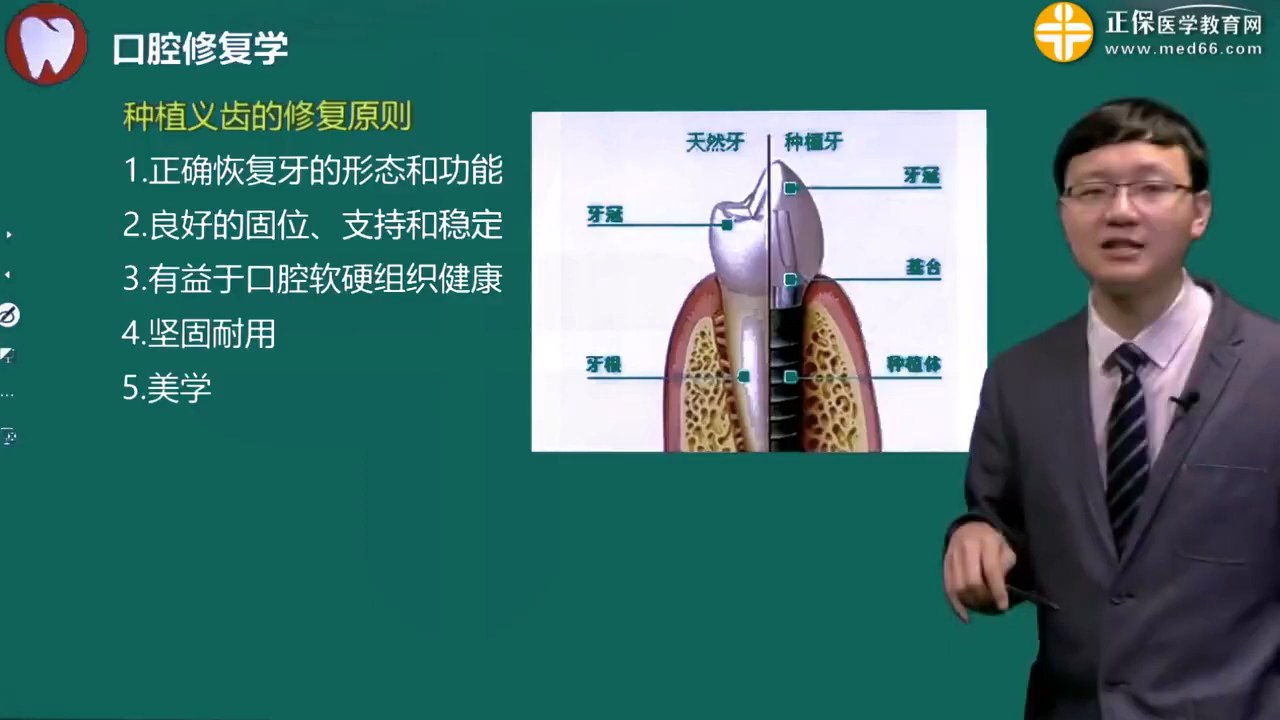 口腔修复学
正保医学教育网
www.med66.com
种植义齿的修复原则
1.正确恢复牙的形态和功能
2.良好的固位、支持和稳定
3.有益于口腔软硬组织健康
4.坚固耐用
5.美学
天然牙 种植牙
牙冠
牙冠
基台
牙根 种植体